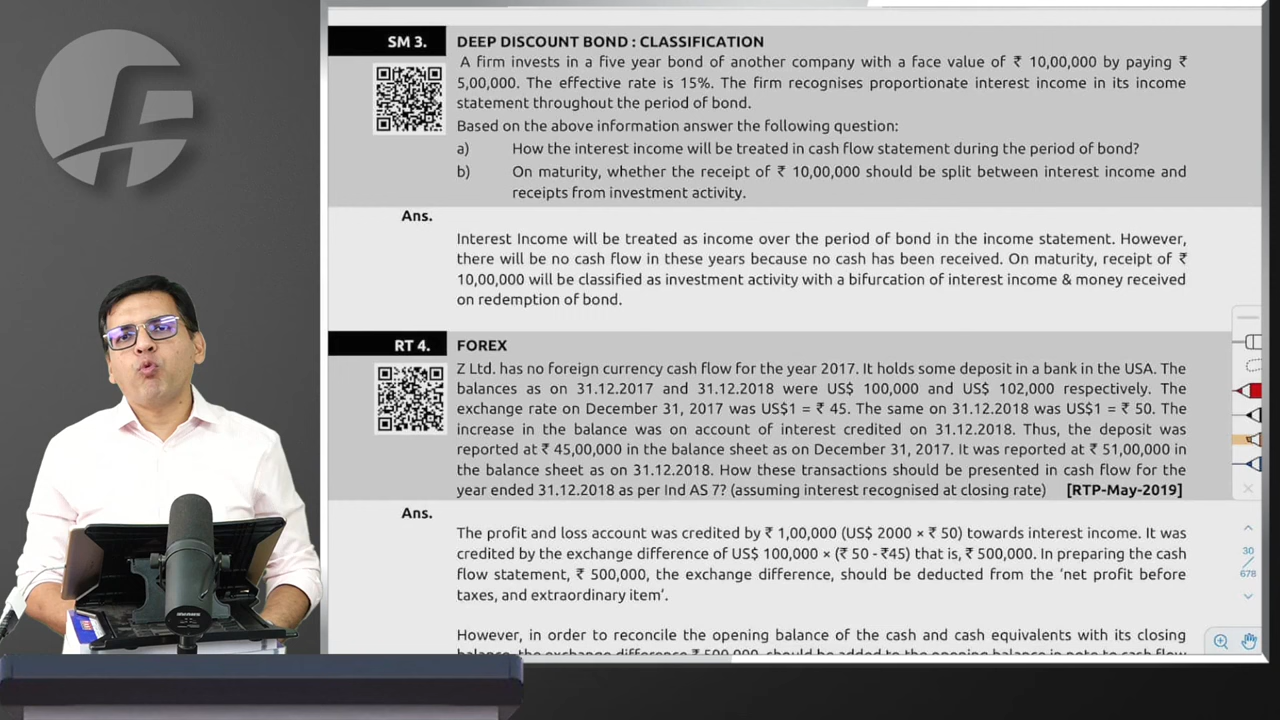 SM 3.
DEEP DISCOUNT BOND : CLASSIFICATION
A firm invests in a five year bond of another company with a face value of ₹ 10,00,000 by paying ₹
5,00,000. The effective rate is 15%. The firm recognises proportionate interest income in its income
statement throughout the period of bond.
Based on the above information answer the following question:
a) How the interest income will be treated in cash flow statement during the period of bond?
b) On maturity, whether the receipt of ₹ 10,00,000 should be split between interest income and
receipts from investment activity.
Ans.
Interest Income will be treated as income over the period of bond in the income statement. However,
there will be no cash flow in these years because no cash has been received. On maturity, receipt of ₹
10,00,000 will be classified as investment activity with a bifurcation of interest income & money received
on redemption of bond.
RT 4.
FOREX
Z Ltd. has no foreign currency cash flow for the year 2017. It holds some deposit in a bank in the USA. The
balances as on 31.12.2017 and 31.12.2018 were US$ 100,000 and US$ 102,000 respectively. The
exchange rate on December 31, 2017 was US$1 = ₹ 45. The same on 31.12.2018 was US$1 = ₹ 50. The
increase in the balance was on account of interest credited on 31.12.2018. Thus, the deposit was
reported at ₹ 45,00,000 in the balance sheet as on December 31, 2017. It was reported at ₹ 51,00,000 in
the balance sheet as on 31.12.2018. How these transactions should be presented in cash flow for the
year ended 31.12.2018 as per Ind AS 7? (assuming interest recognised at closing rate) [RTP-May-2019]
Ans.
The profit and loss account was credited by ₹ 1,00,000 (US$ 2000 × ₹ 50) towards interest income. It was
credited by the exchange difference of US$ 100,000 × (₹ 50 - ₹45) that is, ₹ 500,000. In preparing the cash
flow statement, ₹ 500,000, the exchange difference, should be deducted from the 'net profit before
taxes, and extraordinary item'.
However, in order to reconcile the opening balance of the cash and cash equivalents with its closing
balance, the exchange difference ₹ 500,000, should be added to the opening balance in note to cash flow
30
678